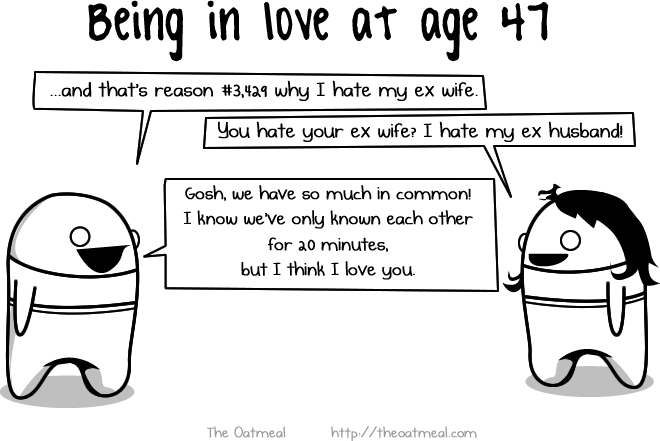 Being in love at age 47
...and that's reason #3,429 why I hate my ex wife.
You hate your ex wife? I hate my ex husband!
Gosh, we have so much in common!
I know we've only known each other
for 20 minutes,
but I think I love you.
The Oatmeal http://theoatmeal.com